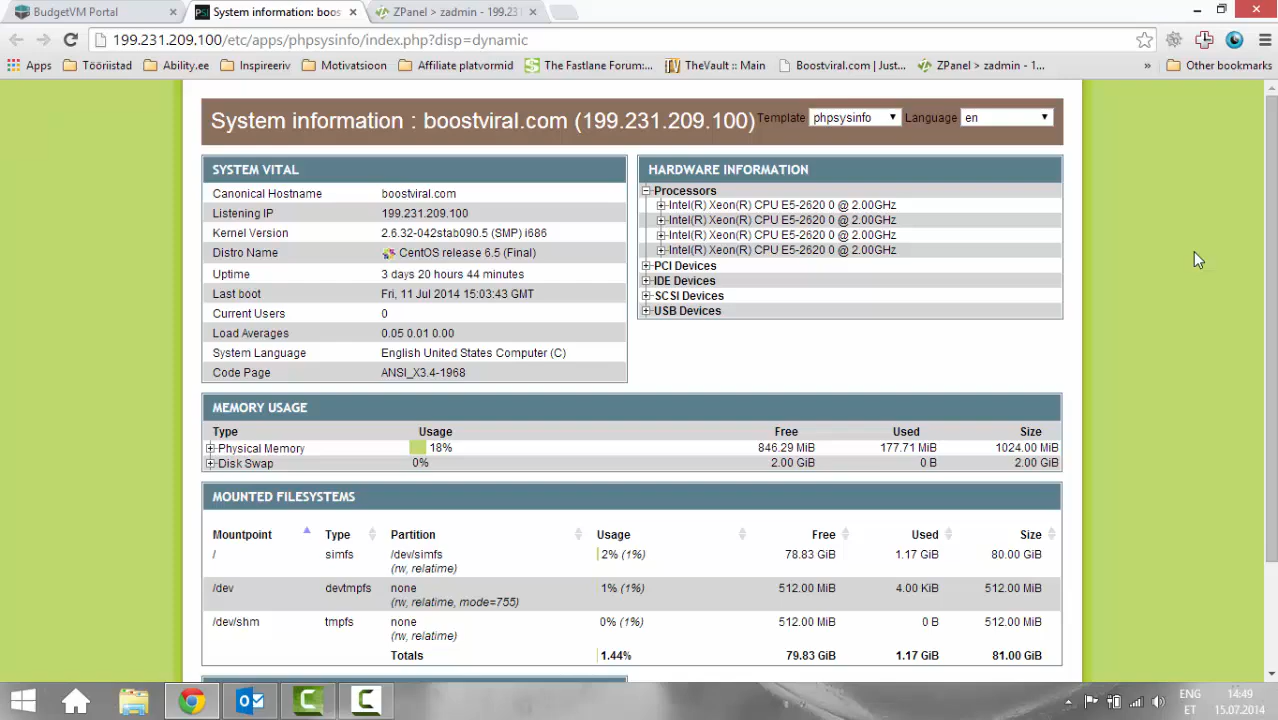 BudgetVM Portal
System information: boos
ZPanel > zadmin - 199.231
199.231.209.100/etc/apps/phpsysinfo/index.php?disp=dynamic
Apps Tööriistad Ability.ee Inspireeriv Motivatsioon Affiliate platvormid The Fastlane Forum:... TheVault :: Main Boostviral.com | Just... ZPanel > zadmin - 1... » Other bookmarks
System information : boostviral.com (199.231.209.100) Template phpsysinfo Language en
SYSTEM VITAL
Canonical Hostname boostviral.com
Listening IP 199.231.209.100
Kernel Version 2.6.32-042stab090.5 (SMP) i686
Distro Name CentOS release 6.5 (Final)
Uptime 3 days 20 hours 44 minutes
Last boot Fri, 11 Jul 2014 15:03:43 GMT
Current Users 0
Load Averages 0.05 0.01 0.00
System Language English United States Computer (C)
Code Page ANSI_X3.4-1968
HARDWARE INFORMATION
Processors
Intel(R) Xeon(R) CPU E5-2620 0 @ 2.00GHz
Intel(R) Xeon(R) CPU E5-2620 0 @ 2.00GHz
Intel(R) Xeon(R) CPU E5-2620 0 @ 2.00GHz
Intel(R) Xeon(R) CPU E5-2620 0 @ 2.00GHz
PCI Devices
IDE Devices
SCSI Devices
USB Devices
MEMORY USAGE
Type Usage Free Used Size
Physical Memory 18% 846.29 MiB 177.71 MiB 1024.00 MiB
Disk Swap 0% 2.00 GiB 0 B 2.00 GiB
MOUNTED FILESYSTEMS
Mountpoint Type Partition Usage Free Used Size
/ simfs /dev/simfs 2% (1%) 78.83 GiB 1.17 GiB 80.00 GiB
(rw, relatime)
/dev devtmpfs none 1% (1%) 512.00 MiB 4.00 KiB 512.00 MiB
(rw, relatime, mode=755)
/dev/shm tmpfs none 0% (1%) 512.00 MiB 0 B 512.00 MiB
(rw, relatime)
Totals 1.44% 79.83 GiB 1.17 GiB 81.00 GiB
ENG 14:49
ET 15.07.2014